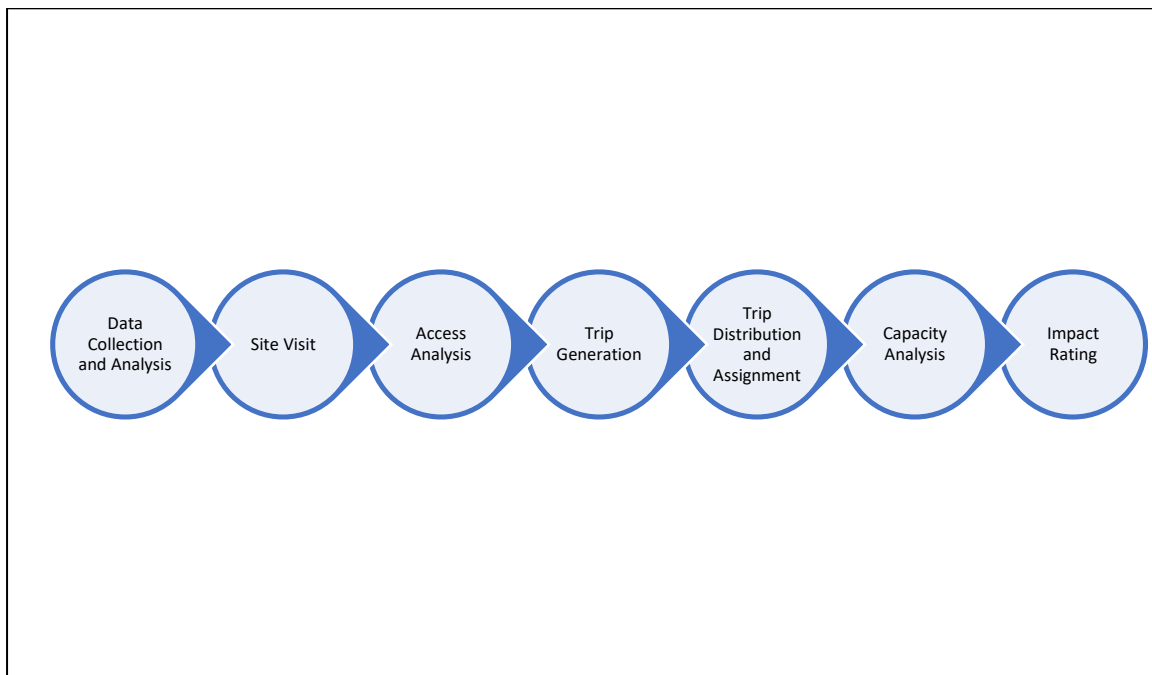 Data
Collection
and Analysis
Site Visit
Access
Analysis
Trip
Generation
Trip
Distribution
and
Assignment
Capacity
Analysis
Impact
Rating